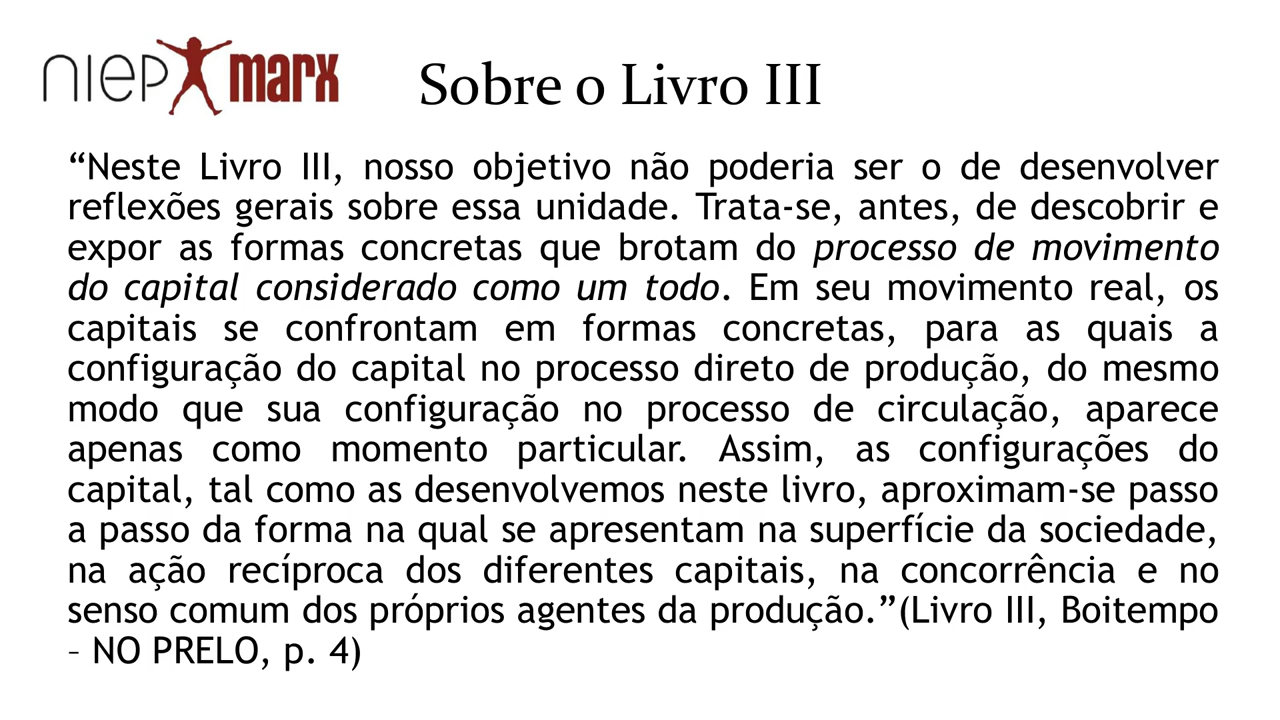 NIEP marx
Sobre o Livro III
“Neste Livro III, nosso objetivo não poderia ser o de desenvolver
reflexões gerais sobre essa unidade. Trata-se, antes, de descobrir e
expor as formas concretas que brotam do processo de movimento
do capital considerado como um todo. Em seu movimento real, os
capitais se confrontam em formas concretas, para as quais a
configuração do capital no processo direto de produção, do mesmo
modo que sua configuração no processo de circulação, aparece
apenas como momento particular. Assim, as configurações do
capital, tal como as desenvolvemos neste livro, aproximam-se passo
a passo da forma na qual se apresentam na superfície da sociedade,
na ação recíproca dos diferentes capitais, na concorrência e no
senso comum dos próprios agentes da produção.”(Livro III, Boitempo
– NO PRELO, p. 4)